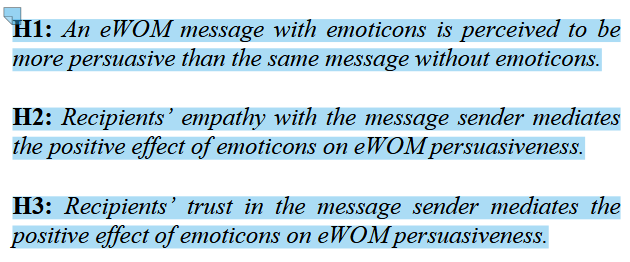 H1: An eWOM message with emoticons is perceived to be
more persuasive than the same message without emoticons.
H2: Recipients’ empathy with the message sender mediates
the positive effect of emoticons on eWOM persuasiveness.
H3: Recipients’ trust in the message sender mediates the
positive effect of emoticons on eWOM persuasiveness.